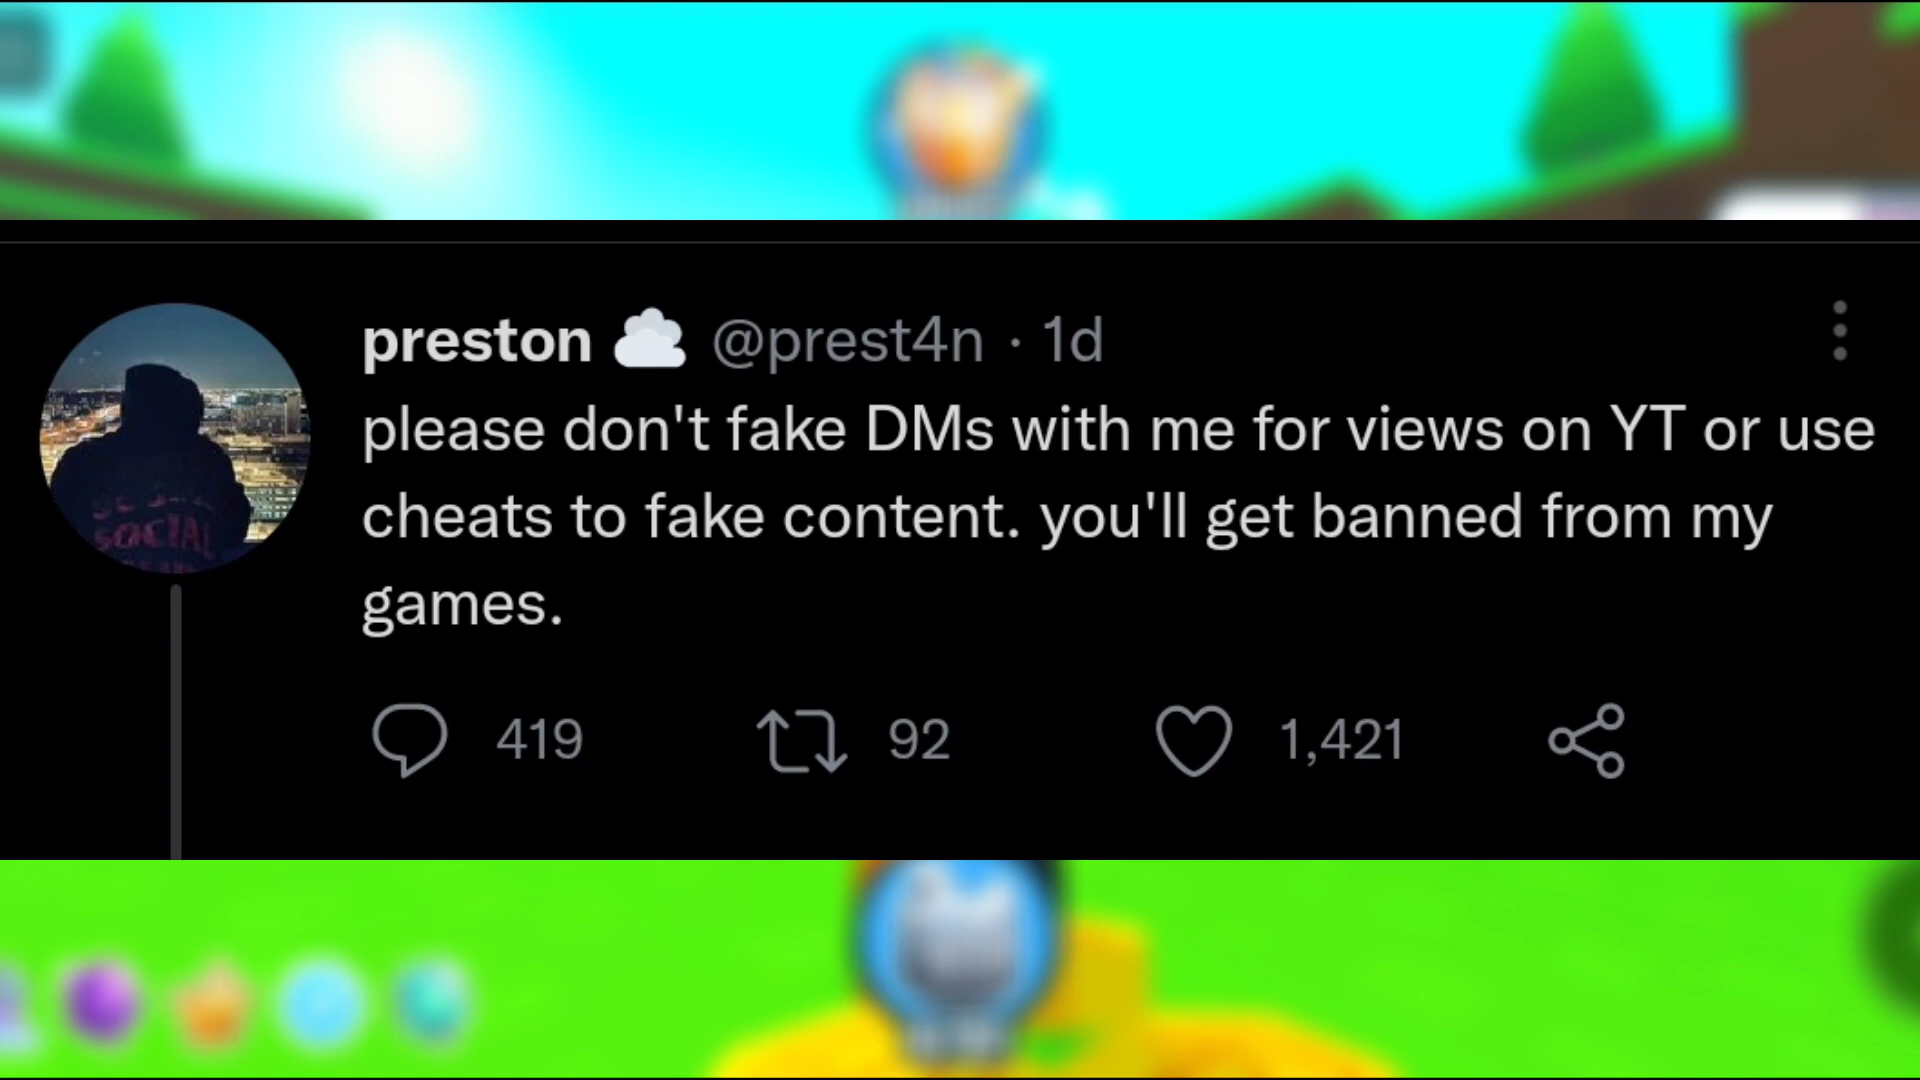 preston ☁️ @prest4n · 1d
please don't fake DMs with me for views on YT or use
cheats to fake content. you'll get banned from my
games.
419 92 1,421
SOCIAL